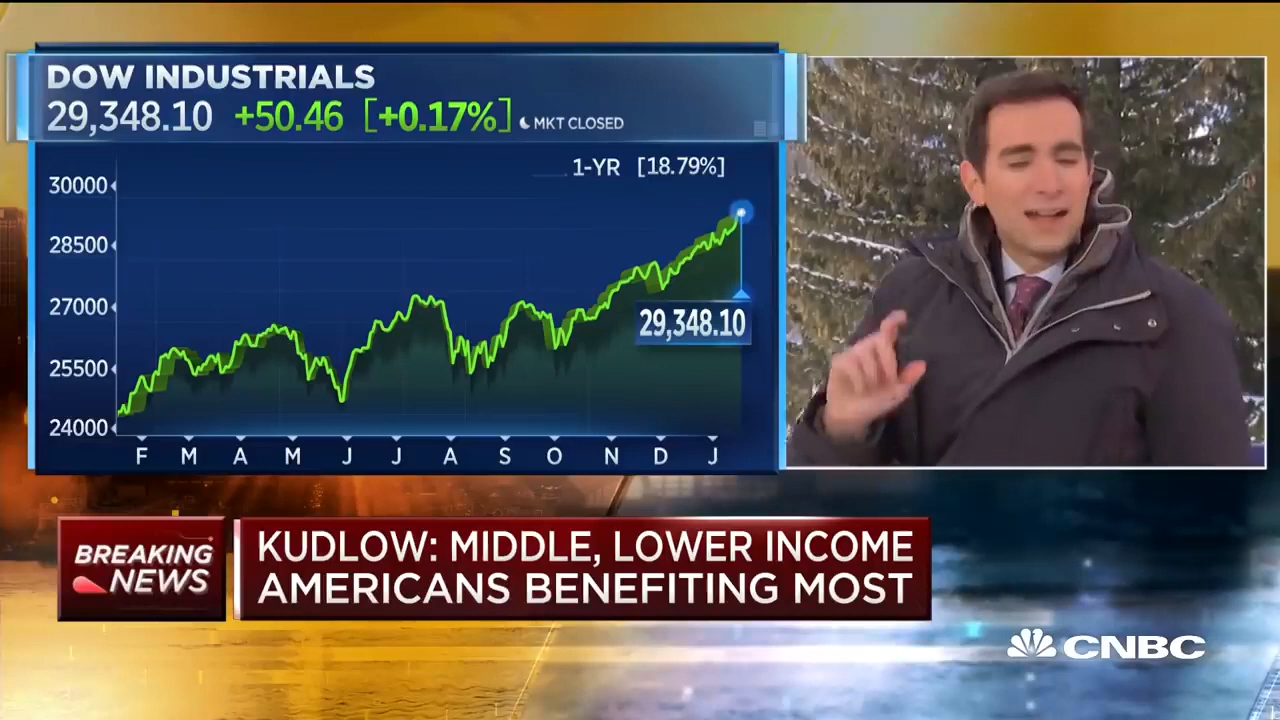 DOW INDUSTRIALS
29,348.10 +50.46 [+0.17%] MKT CLOSED
1-YR [18.79%]
30000
28500
27000
25500
24000
29,348.10
F M A M J J A S O N D J
BREAKING NEWS
KUDLOW: MIDDLE, LOWER INCOME
AMERICANS BENEFITING MOST
CNBC